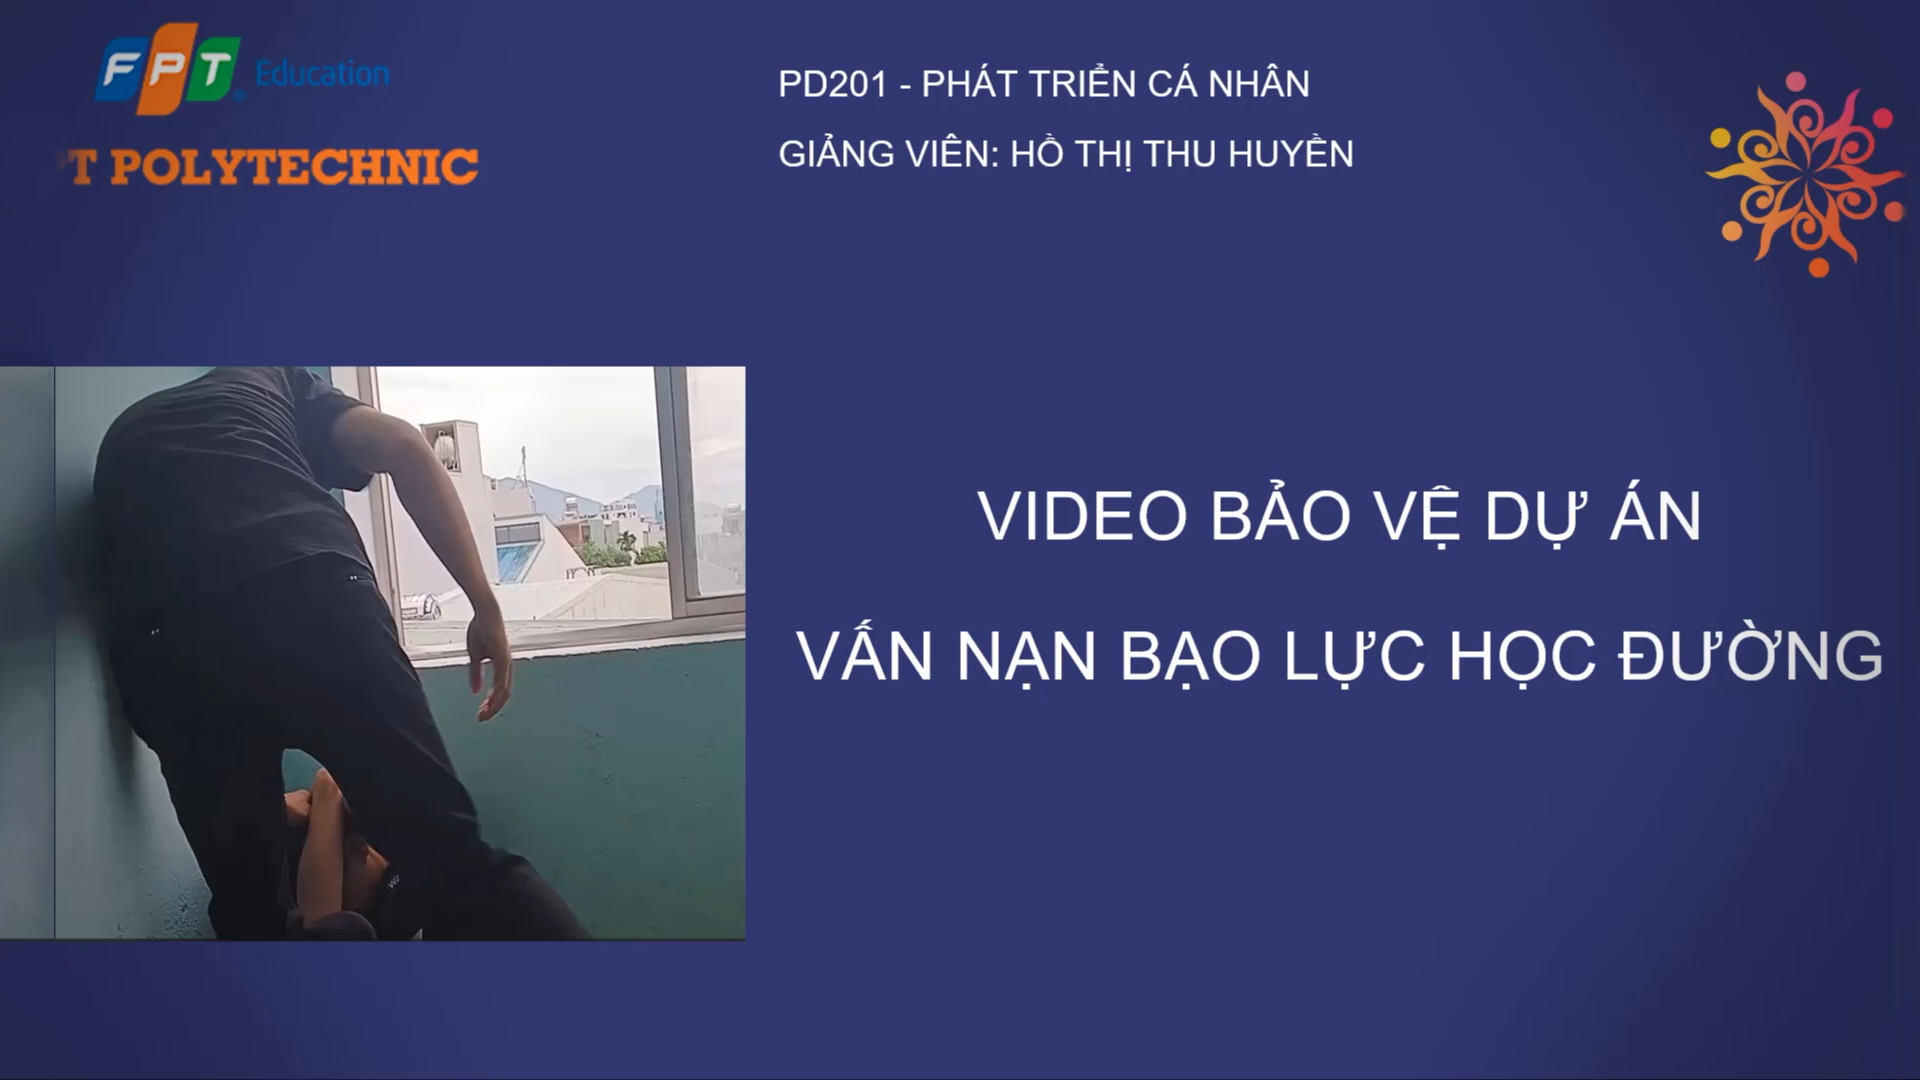 FPT Education
PT POLYTECHNIC
PD201 - PHÁT TRIỂN CÁ NHÂN
GIẢNG VIÊN: HỒ THỊ THU HUYỀN
VIDEO BẢO VỆ DỰ ÁN
VẤN NẠN BẠO LỰC HỌC ĐƯỜNG